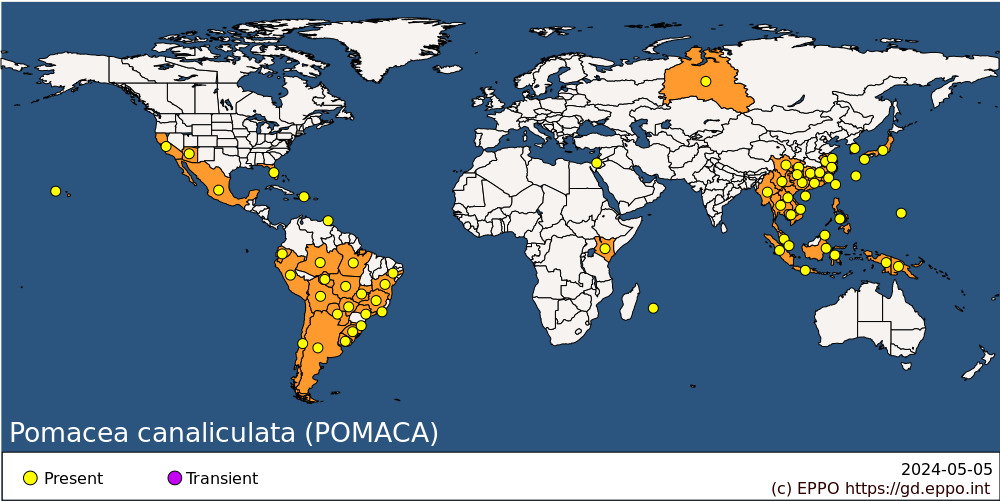 Pomacea canaliculata (POMACA)
Present
Transient
2024-05-05
(c) EPPO https://gd.eppo.int